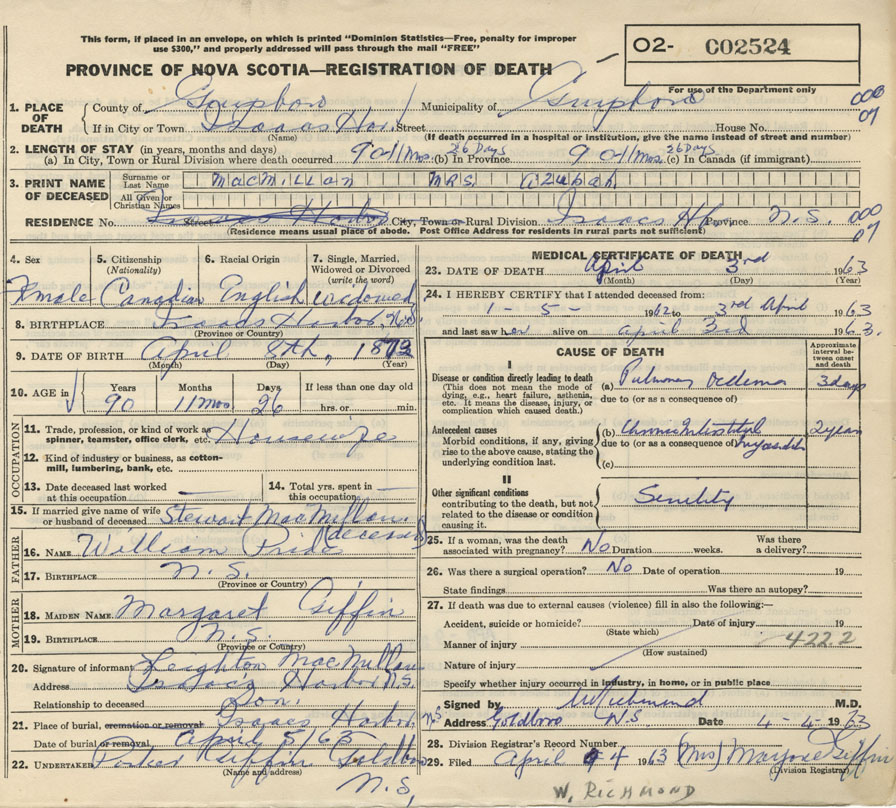 This form, if placed in an envelope, on which is printed "Dominion Statistics—Free, penalty for improper
use $300," and properly addressed will pass through the mail "FREE"
O2- C02524
PROVINCE OF NOVA SCOTIA—REGISTRATION OF DEATH
For use of the Department only
1. PLACE OF DEATH County of Guysboro Municipality of Guysboro 000
07
If in City or Town Isaacs Har. Street House No.
(Name) (If death occurred in a hospital or institution, give the name instead of street and number)
2. LENGTH OF STAY (in years, months and days)
(a) In City, Town or Rural Division where death occurred 90/11 mos. 26 Days (b) In Province 90/11 mos. 26 Days (c) In Canada (if immigrant)
3. PRINT NAME OF DECEASED Surname or Last Name MacMillan Mrs Azubah
All Given or Christian Names
RESIDENCE No. Street Isaacs Harbor City, Town or Rural Division Isaacs Hr. Province N.S. 000
07
(Residence means usual place of abode. Post Office Address for residents in rural parts not sufficient)
4. Sex 5. Citizenship (Nationality) 6. Racial Origin 7. Single, Married, Widowed or Divorced (write the word)
Female Canadian English widowed
8. BIRTHPLACE Isaacs Harbor, N.S.
(Province or Country)
9. DATE OF BIRTH April 8th, 1872
(Month) (Day) (Year)
10. AGE in Years Months Days If less than one day old
90 11 mos 26 hrs. or min.
OCCUPATION
11. Trade, profession, or kind of work as spinner, teamster, office clerk, etc. Housewife
12. Kind of industry or business, as cotton-mill, lumbering, bank, etc.
13. Date deceased last worked at this occupation — 14. Total yrs. spent in this occupation —
15. If married give name of wife or husband of deceased Stewart MacMillan
(deceased)
FATHER
16. NAME William Pride
17. BIRTHPLACE N.S.
(Province or Country)
MOTHER
18. MAIDEN NAME Margaret Giffin
19. BIRTHPLACE N.S.
(Province or Country)
20. Signature of informant Leighton MacMillan
Address Isaac's Harbor N.S.
Relationship to deceased Son.
21. Place of burial, cremation or removal Isaacs Harbor N.S
Date of burial or removal April 5/63
22. UNDERTAKER Giffin Goldboro
(Name and address)
N.S,
MEDICAL CERTIFICATE OF DEATH
23. DATE OF DEATH April 3rd 1963
(Month) (Day) (Year)
24. I HEREBY CERTIFY that I attended deceased from:
1 - 5 - 1962 to 3rd April 1963
and last saw her alive on April 3rd 1963.
CAUSE OF DEATH
Approximate interval between onset and death
I
Disease or condition directly leading to death (a) Pulmonary Oedema 3 days
(This does not mean the mode of dying, e.g., heart failure, asthenia, etc. It means the disease, injury, or complication which caused death.)
due to (or as a consequence of)
Antecedent causes (b) Chronic Interstitial 2 years
Morbid conditions, if any, giving rise to the above cause, stating the underlying condition last.
due to (or as a consequence of) Myocarditis
(c)
II
Other significant conditions Senility
contributing to the death, but not related to the disease or condition causing it.
25. If a woman, was the death associated with pregnancy? No Duration weeks. Was there a delivery?
26. Was there a surgical operation? No Date of operation 19
State findings Was there an autopsy?
27. If death was due to external causes (violence) fill in also the following:—
Accident, suicide or homicide? Date of injury 19
(State which)
Manner of injury 422.2
(How sustained)
Nature of injury
Specify whether injury occurred in industry, in home, or in public place
Signed by W Richmond M.D.
Address Goldboro N.S Date 4 - 4 - 1963
28. Division Registrar's Record Number
29. Filed April 4 1963 (Mrs) Marjorie Giffin
(Division Registrar)
W. RICHMOND